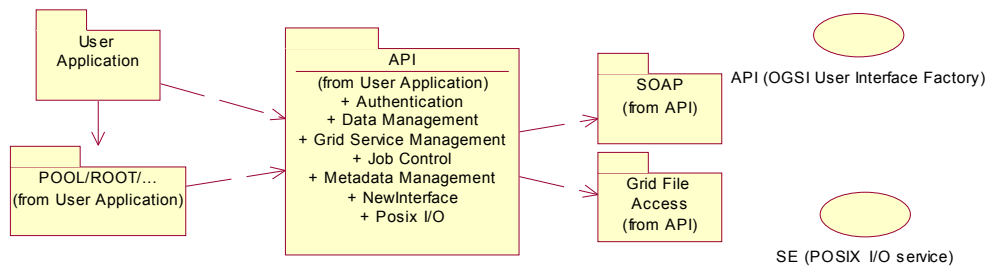 User
Application
POOL/ROOT/...
(from User Application)
API
(from User Application)
+ Authentication
+ Data Management
+ Grid Service Management
+ Job Control
+ Metadata Management
+ NewInterface
+ Posix I/O
SOAP
(from API)
Grid File
Access
(from API)
API (OGSI User Interface Factory)
SE (POSIX I/O service)